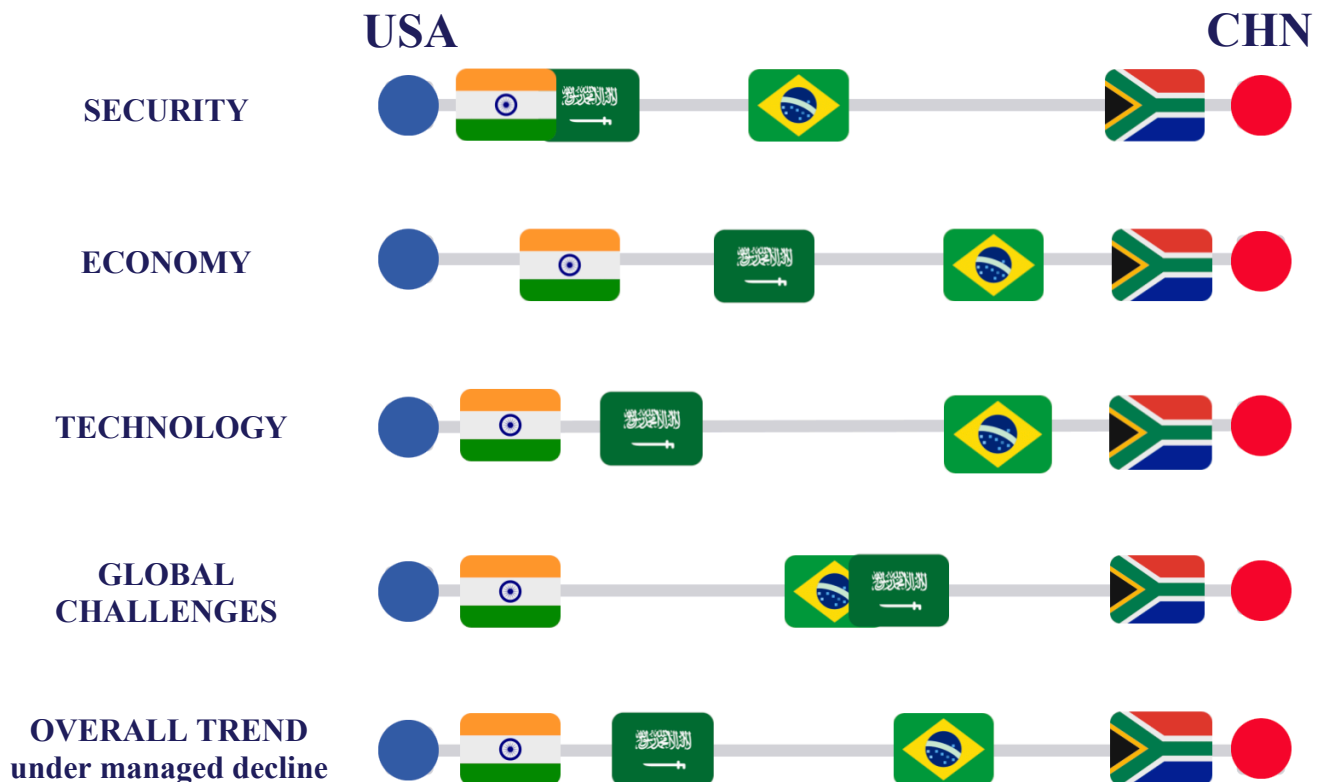 USA CHN
SECURITY
ECONOMY
TECHNOLOGY
GLOBAL
CHALLENGES
OVERALL TREND
under managed decline